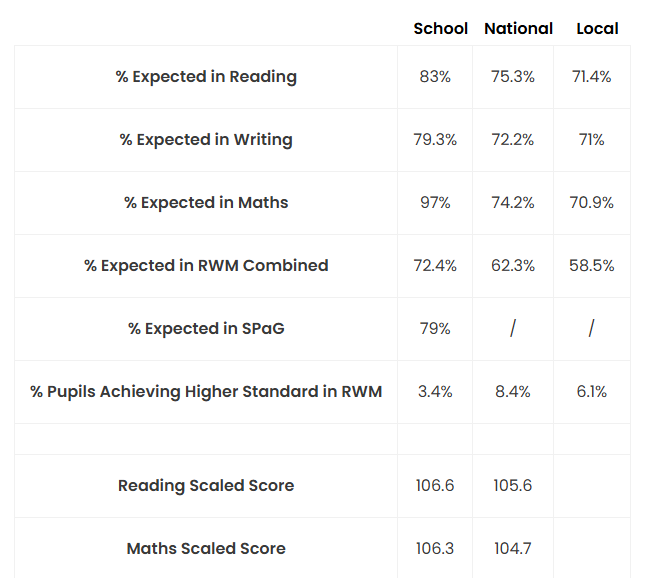 School National Local
% Expected in Reading 83% 75.3% 71.4%
% Expected in Writing 79.3% 72.2% 71%
% Expected in Maths 97% 74.2% 70.9%
% Expected in RWM Combined 72.4% 62.3% 58.5%
% Expected in SPaG 79% / /
% Pupils Achieving Higher Standard in RWM 3.4% 8.4% 6.1%
Reading Scaled Score 106.6 105.6
Maths Scaled Score 106.3 104.7